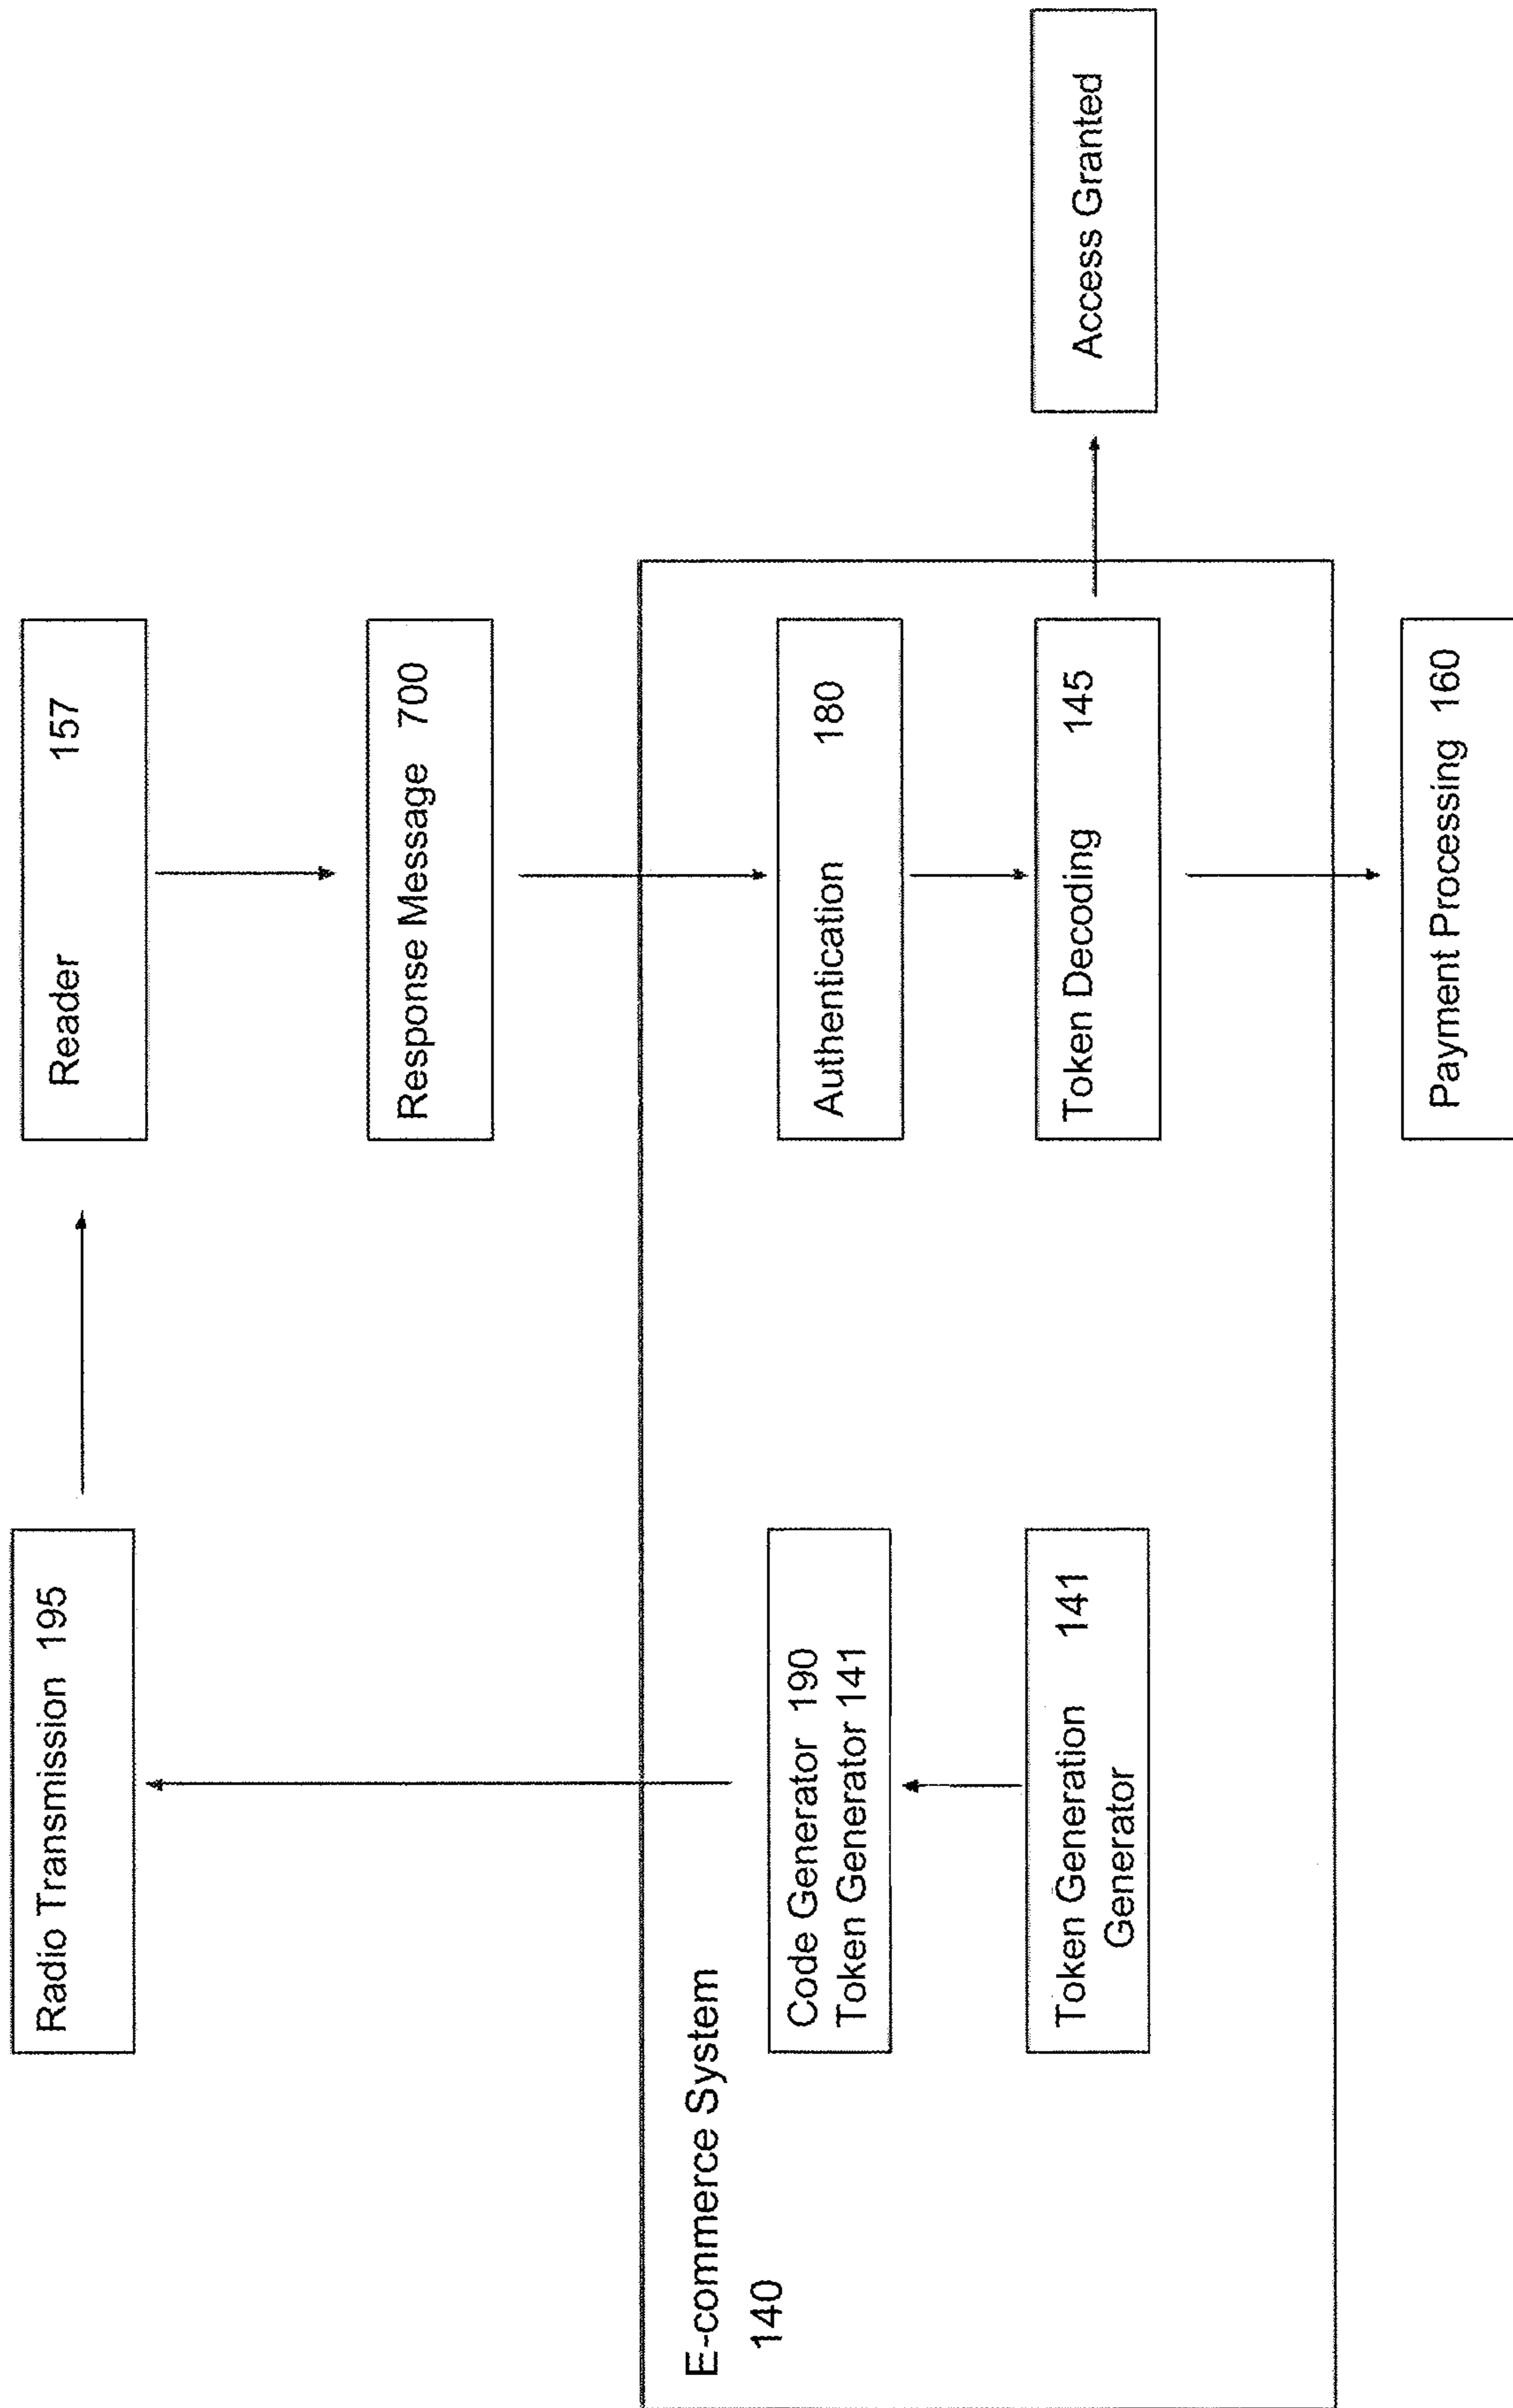 Radio Transmission 195
Reader 157
Response Message 700
E-commerce System
140
Code Generator 190
Token Generator 141
Authentication 180
Token Generation 141
Generator
Token Decoding 145
Access Granted
Payment Processing 160